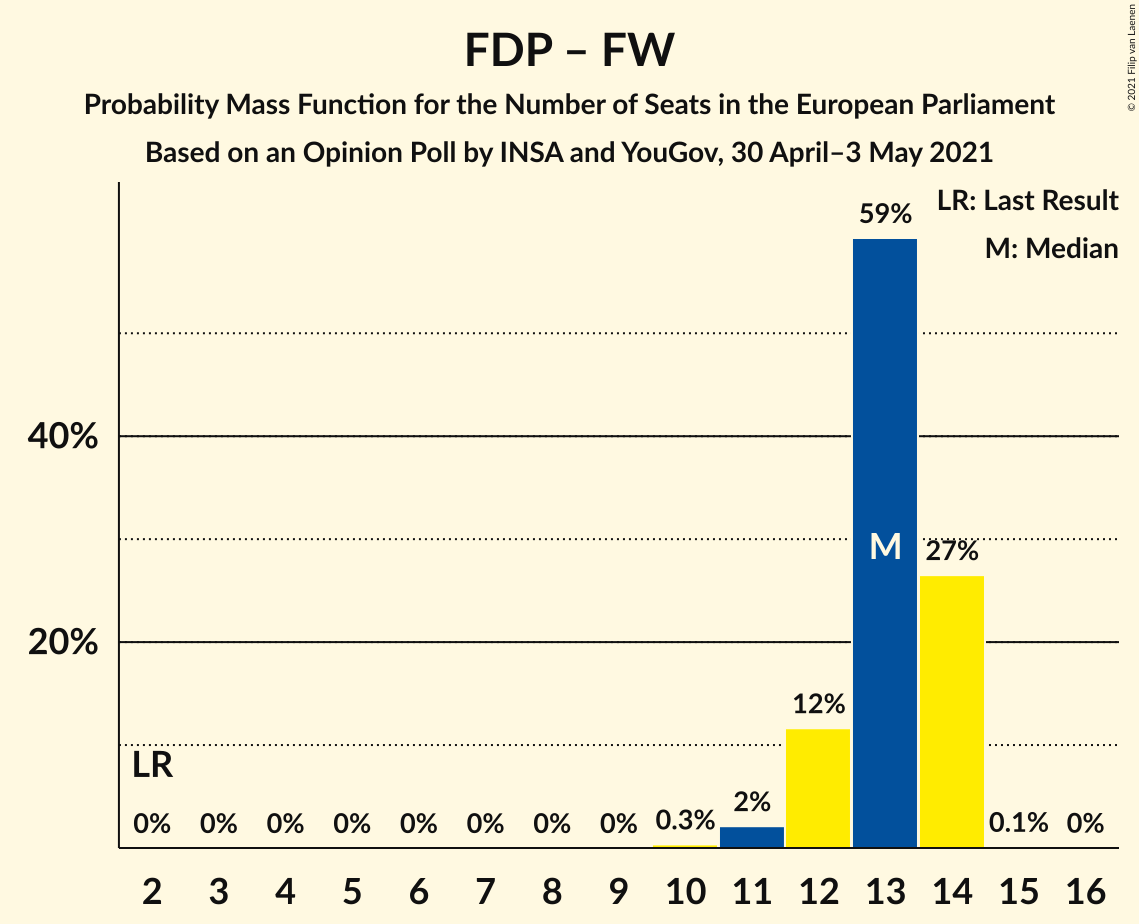 FDP – FW
Probability Mass Function for the Number of Seats in the European Parliament
Based on an Opinion Poll by INSA and YouGov, 30 April–3 May 2021
© 2021 Filip van Laenen
LR: Last Result
M: Median
59%
40%
M
27%
20%
12%
LR
0% 0% 0% 0% 0% 0% 0% 0% 0.3% 2% 0.1% 0%
2 3 4 5 6 7 8 9 10 11 12 13 14 15 16